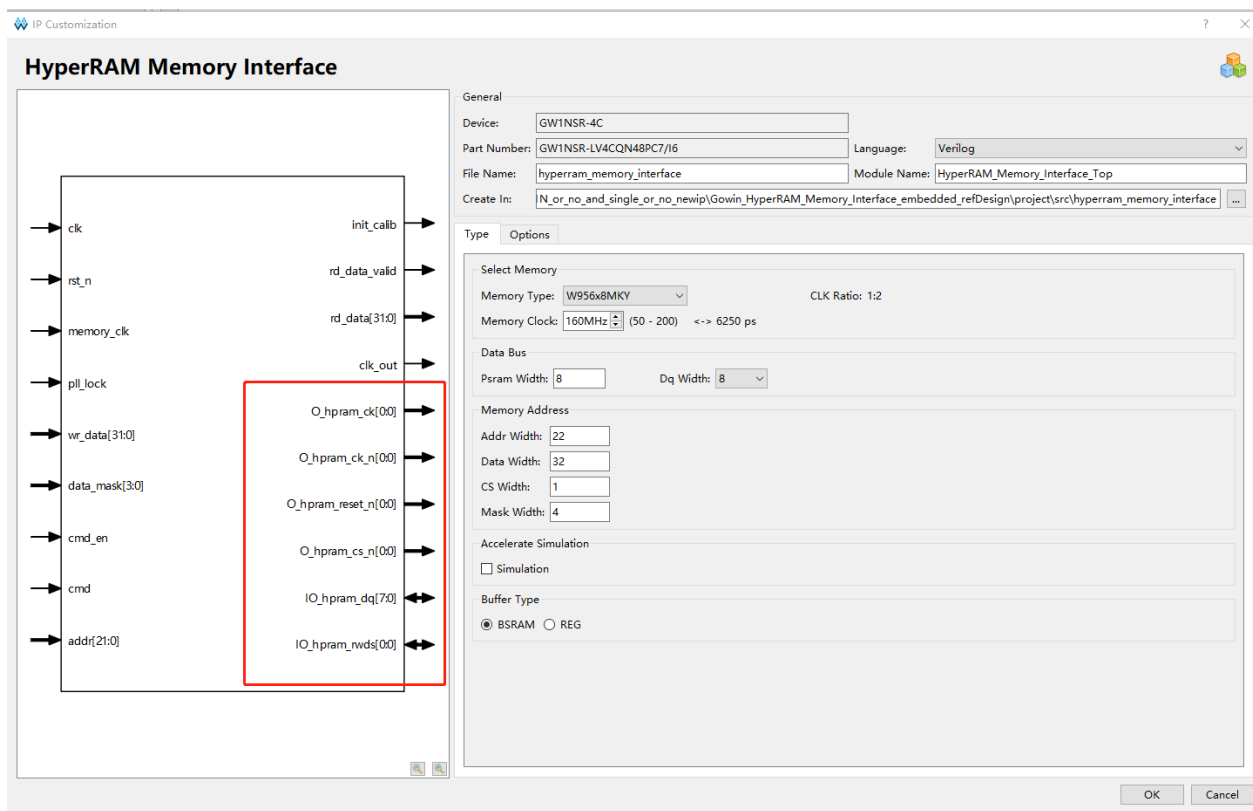 IP Customization
?
HyperRAM Memory Interface
clk
rst_n
memory_clk
pll_lock
wr_data[31:0]
data_mask[3:0]
cmd_en
cmd
addr[21:0]
init_calib
rd_data_valid
rd_data[31:0]
clk_out
O_hpram_ck[0:0]
O_hpram_ck_n[0:0]
O_hpram_reset_n[0:0]
O_hpram_cs_n[0:0]
IO_hpram_dq[7:0]
IO_hpram_rwds[0:0]
General
Device: GW1NSR-4C
Part Number: GW1NSR-LV4CQN48PC7/I6 Language: Verilog
File Name: hyperram_memory_interface Module Name: HyperRAM_Memory_Interface_Top
Create In: IN_or_no_and_single_or_no_newip\Gowin_HyperRAM_Memory_Interface_embedded_refDesign\project\src\hyperram_memory_interface ...
Type Options
Select Memory
Memory Type: W956x8MKY CLK Ratio: 1:2
Memory Clock: 160MHz (50 - 200) <-> 6250 ps
Data Bus
Psram Width: 8 Dq Width: 8
Memory Address
Addr Width: 22
Data Width: 32
CS Width: 1
Mask Width: 4
Accelerate Simulation
Simulation
Buffer Type
BSRAM REG
OK Cancel